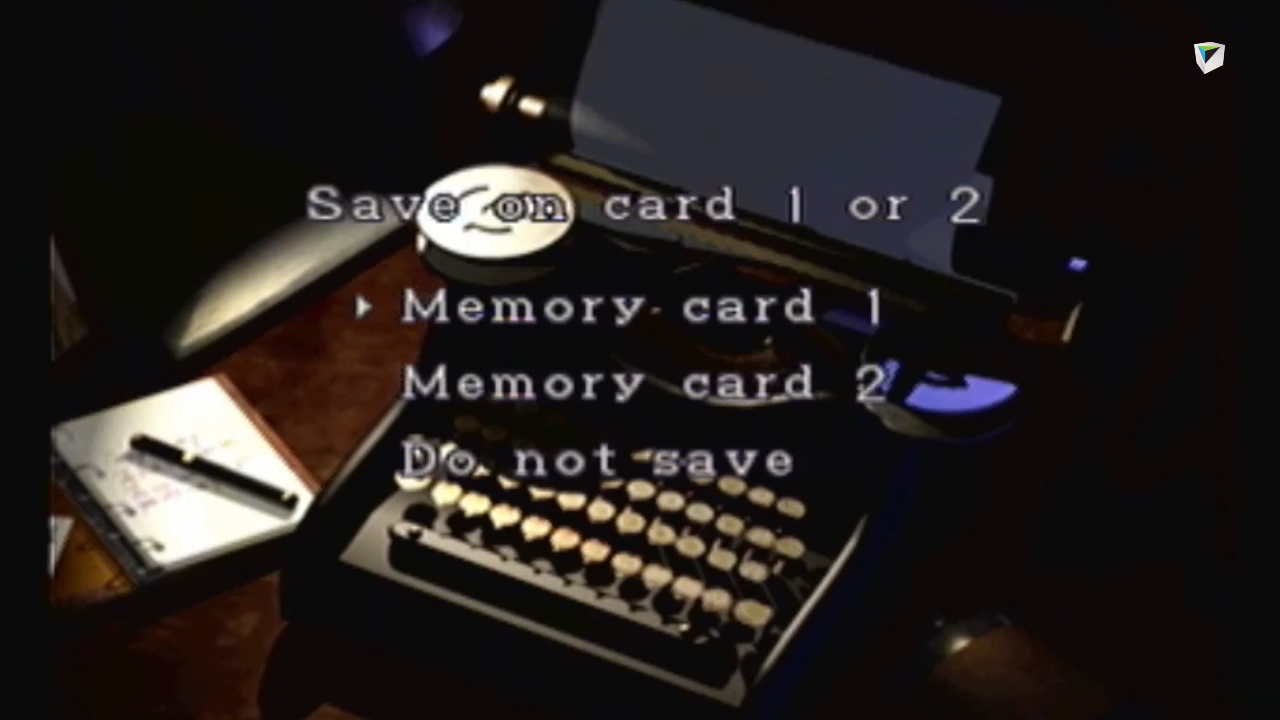 Save on card 1 or 2
Memory card 1
Memory card 2
Do not save